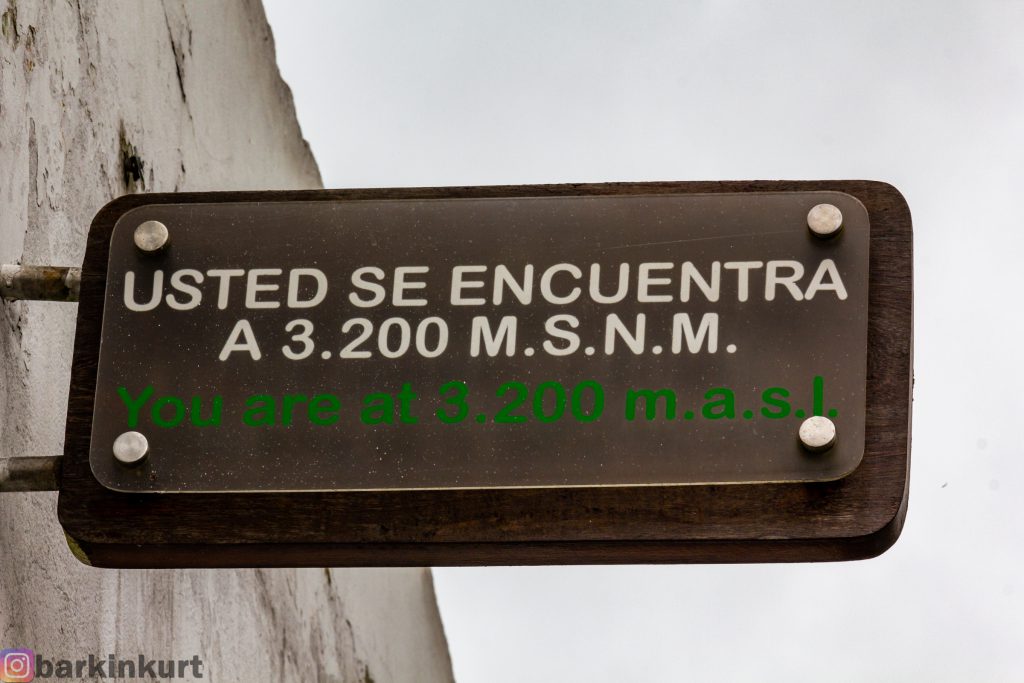 USTED SE ENCUENTRA
A 3.200 M.S.N.M.
You are at 3.200 m.a.s.l.
barkinkurt